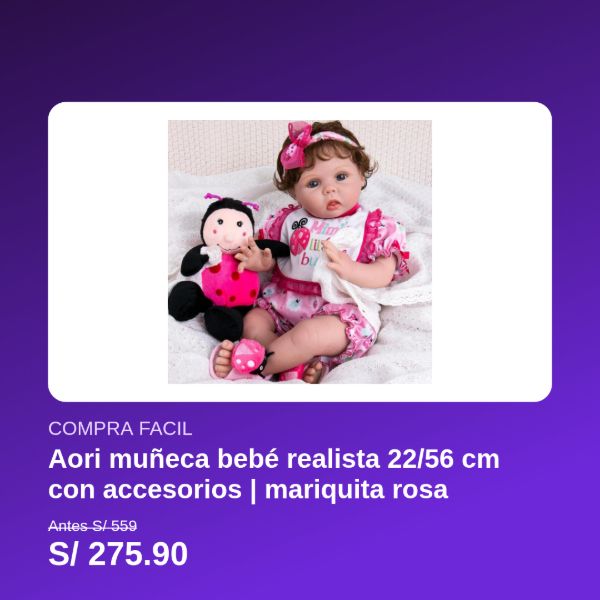 COMPRA FACIL
Aori muñeca bebé realista 22/56 cm
con accesorios | mariquita rosa
Antes S/ 559
S/ 275.90